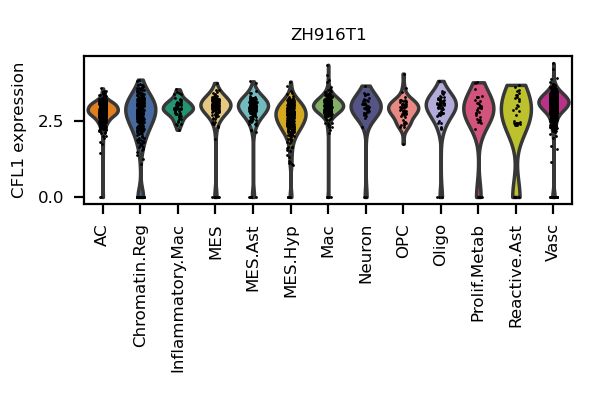 ZH916T1
CFL1 expression
2.5
0.0
AC
Chromatin.Reg
Inflammatory.Mac
MES
MES.Ast
MES.Hyp
Mac
Neuron
OPC
Oligo
Prolif.Metab
Reactive.Ast
Vasc